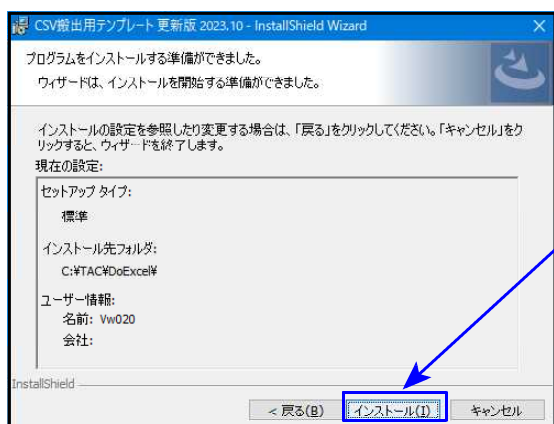 CSV搬出用テンプレート 更新版 2023.10 - InstallShield Wizard
プログラムをインストールする準備ができました。
ウィザードは、インストールを開始する準備ができました。
インストールの設定を参照したり変更する場合は、「戻る」をクリックしてください。「キャンセル」をク
リックすると、ウィザードを終了します。
現在の設定:
セットアップ タイプ:
標準
インストール先フォルダ:
C:¥TAC¥DoExcel¥
ユーザー情報:
名前: Vw020
会社:
InstallShield
< 戻る(B) インストール(I) キャンセル